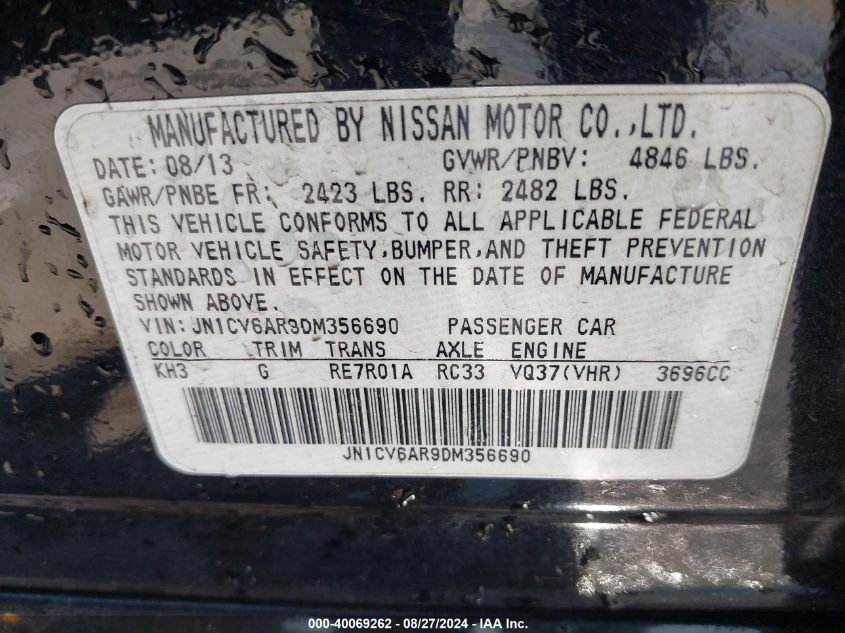 MANUFACTURED BY NISSAN MOTOR CO.,LTD.
DATE: 08/13 GVWR/PNBV: 4846 LBS.
GAWR/PNBE FR: 2423 LBS. RR: 2482 LBS.
THIS VEHICLE CONFORMS TO ALL APPLICABLE FEDERAL
MOTOR VEHICLE SAFETY,BUMPER,AND THEFT PREVENTION
STANDARDS IN EFFECT ON THE DATE OF MANUFACTURE
SHOWN ABOVE.
VIN:JN1CV6AR9DM356690 PASSENGER CAR
COLOR TRIM TRANS AXLE ENGINE
KH3 G RE7R01A RC33 VQ37(VHR) 3696CC
JN1CV6AR9DM356690
000-40069262 - 08/27/2024 - IAA Inc.